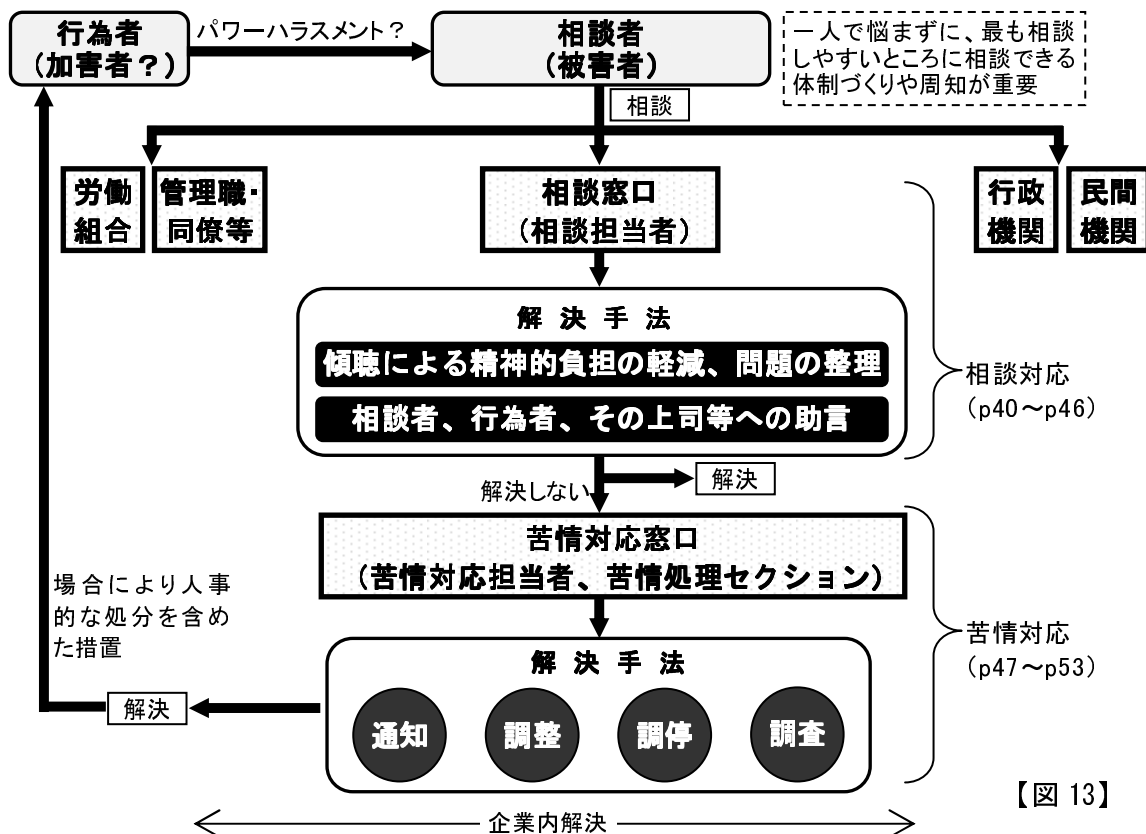 行為者
(加害者？)
パワーハラスメント？
相談者
(被害者)
一人で悩まずに、最も相談
しやすいところに相談できる
体制づくりや周知が重要
相談
労働
組合
管理職・
同僚等
相談窓口
(相談担当者)
行政
機関
民間
機関
解決手法
傾聴による精神的負担の軽減、問題の整理
相談者、行為者、その上司等への助言
相談対応
(p40～p46)
解決しない
解決
苦情対応窓口
(苦情対応担当者、苦情処理セクション)
場合により人事
的な処分を含め
た措置
解決手法
苦情対応
(p47～p53)
解決
通知
調整
調停
調査
企業内解決
【図 13】